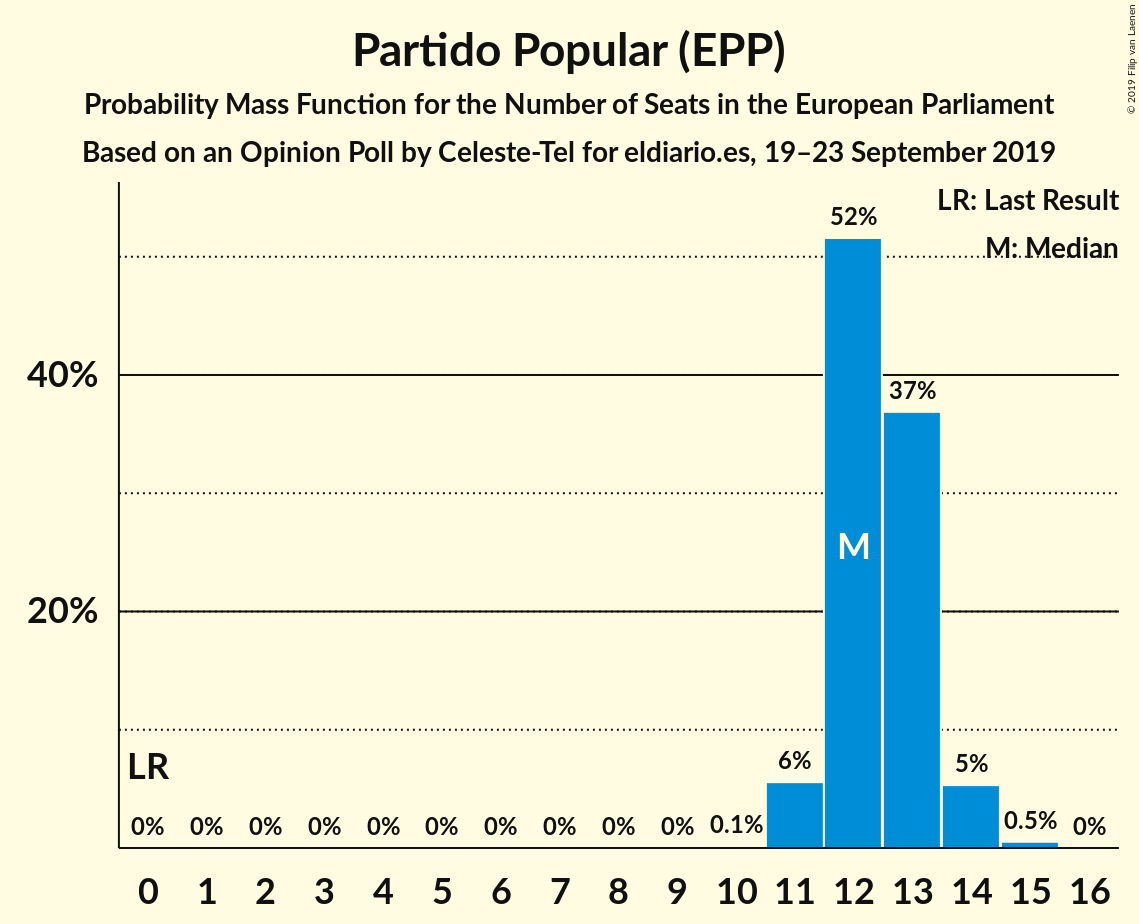 Partido Popular (EPP)
Probability Mass Function for the Number of Seats in the European Parliament
Based on an Opinion Poll by Celeste-Tel for eldiario.es, 19–23 September 2019
© 2019 Filip van Laenen
LR: Last Result
M: Median
52%
40%
37%
M
20%
LR
6%
5%
0% 0% 0% 0% 0% 0% 0% 0% 0% 0% 0.1% 0.5% 0%
0 1 2 3 4 5 6 7 8 9 10 11 12 13 14 15 16